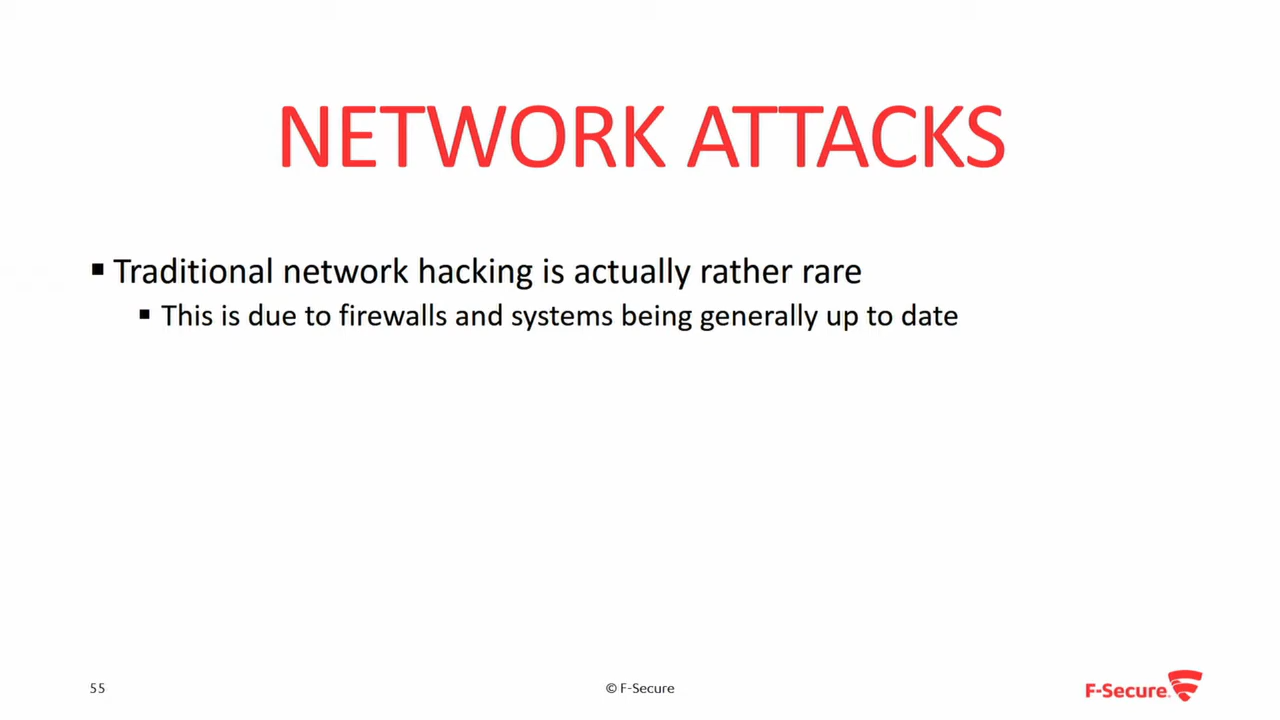 NETWORK ATTACKS
▪ Traditional network hacking is actually rather rare
▪ This is due to firewalls and systems being generally up to date
55
© F-Secure
F-Secure.